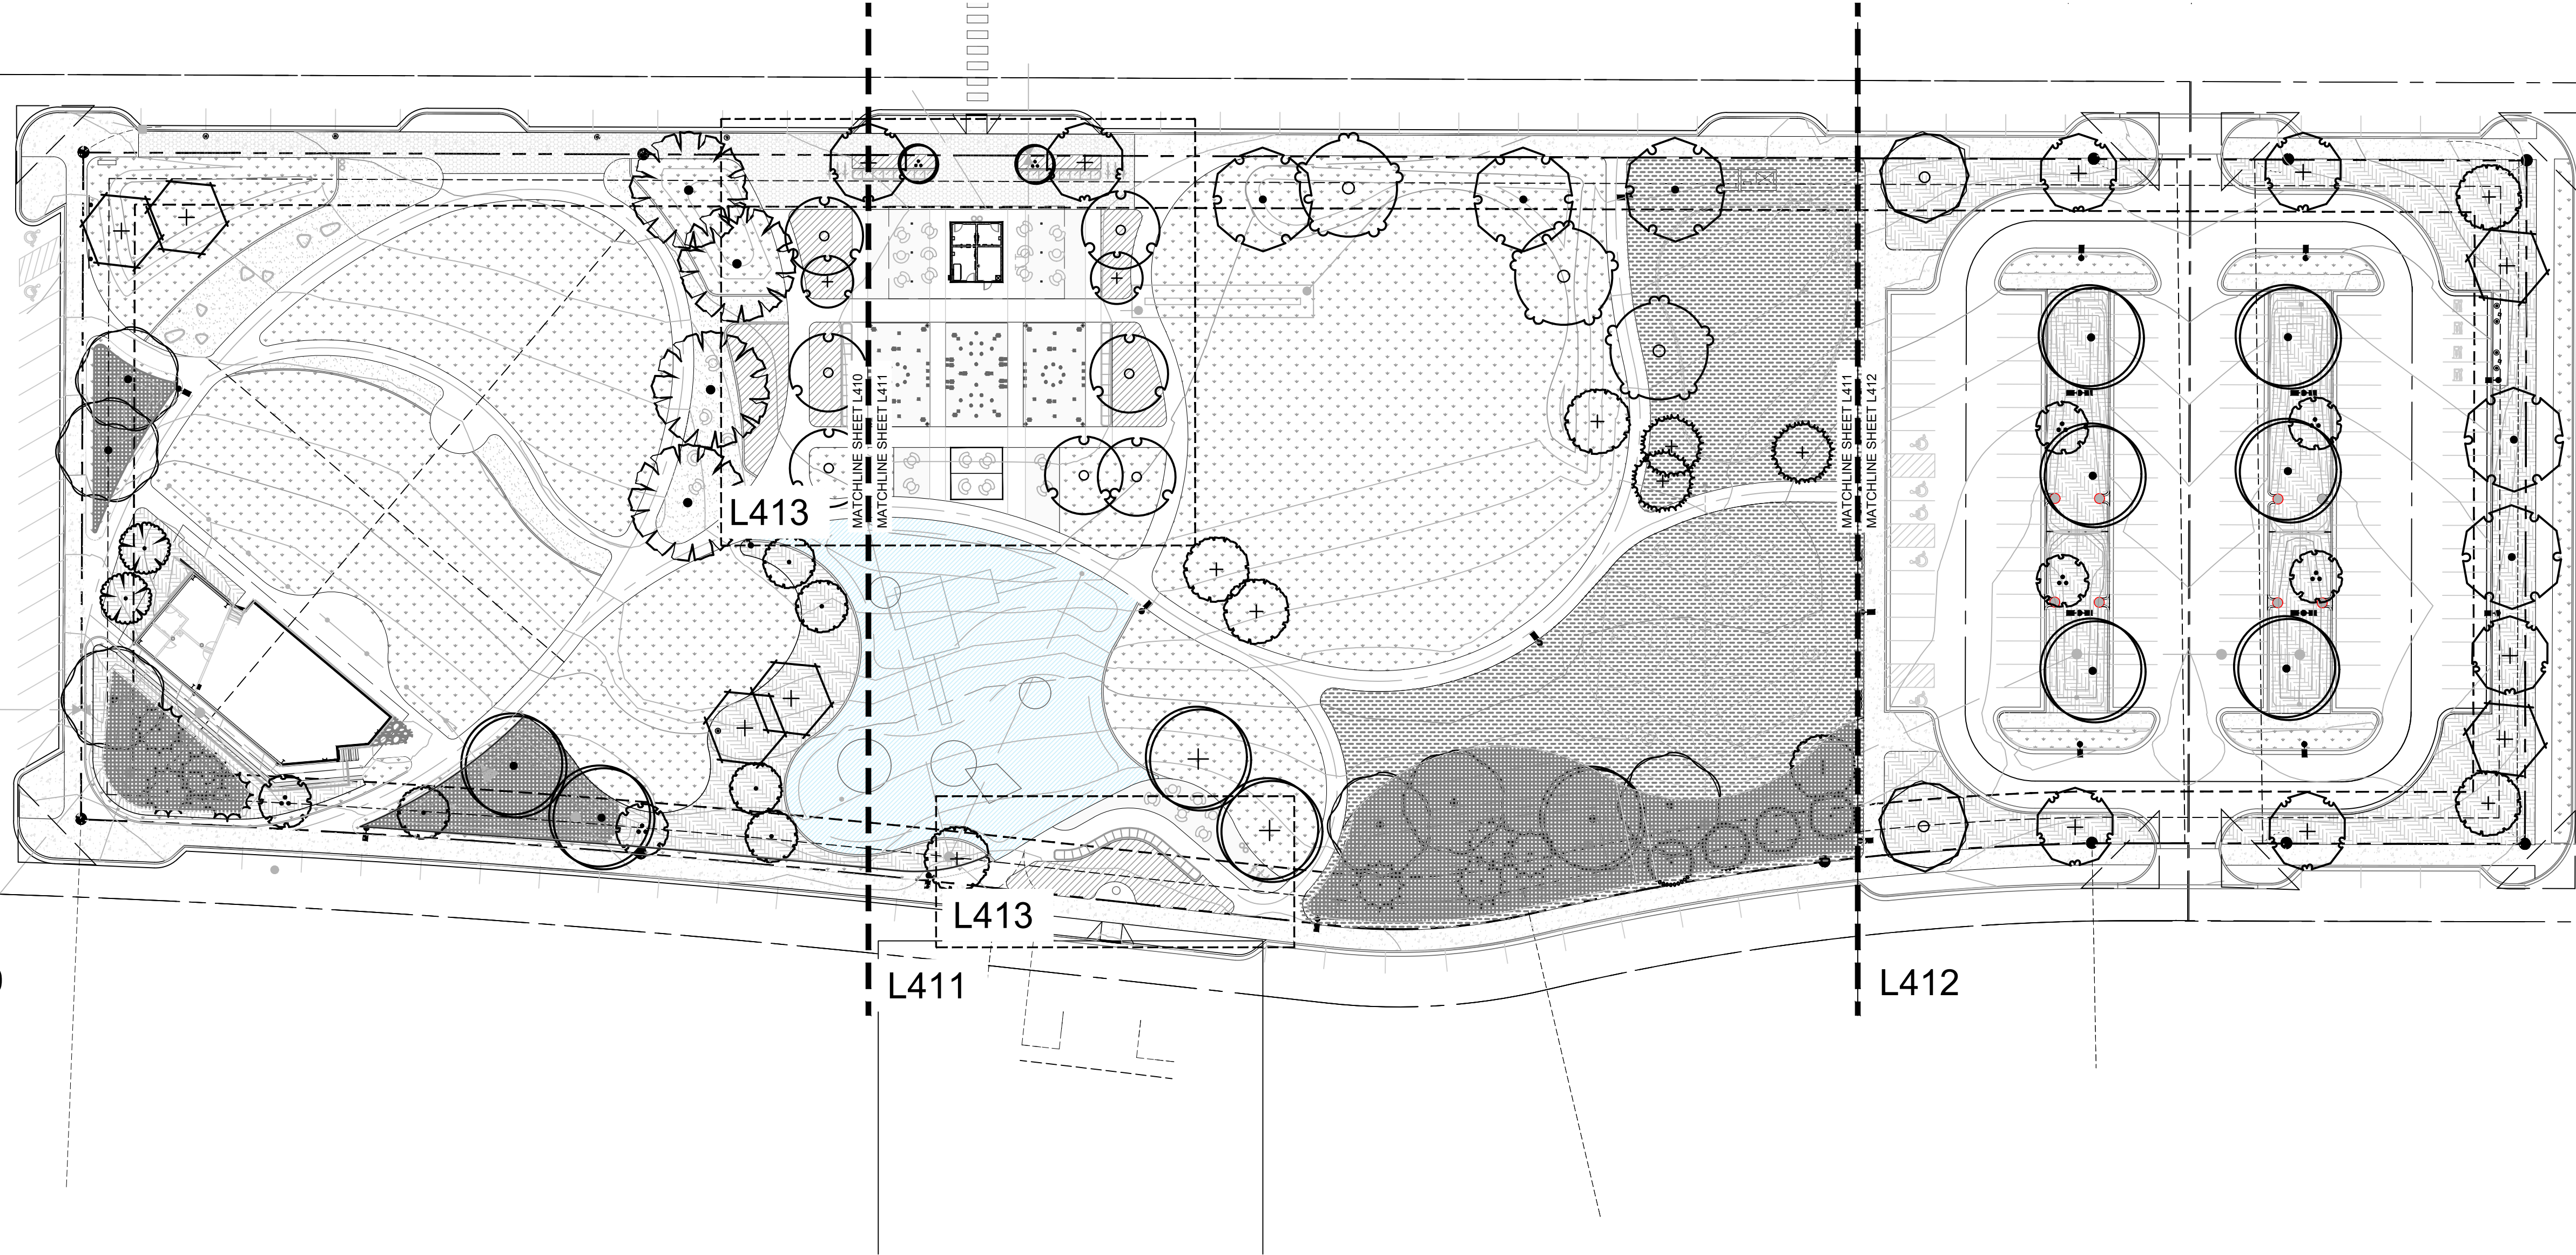 MATCHLINE SHEET L410
MATCHLINE SHEET L411
MATCHLINE SHEET L411
MATCHLINE SHEET L412
L413
L413
L411
L412